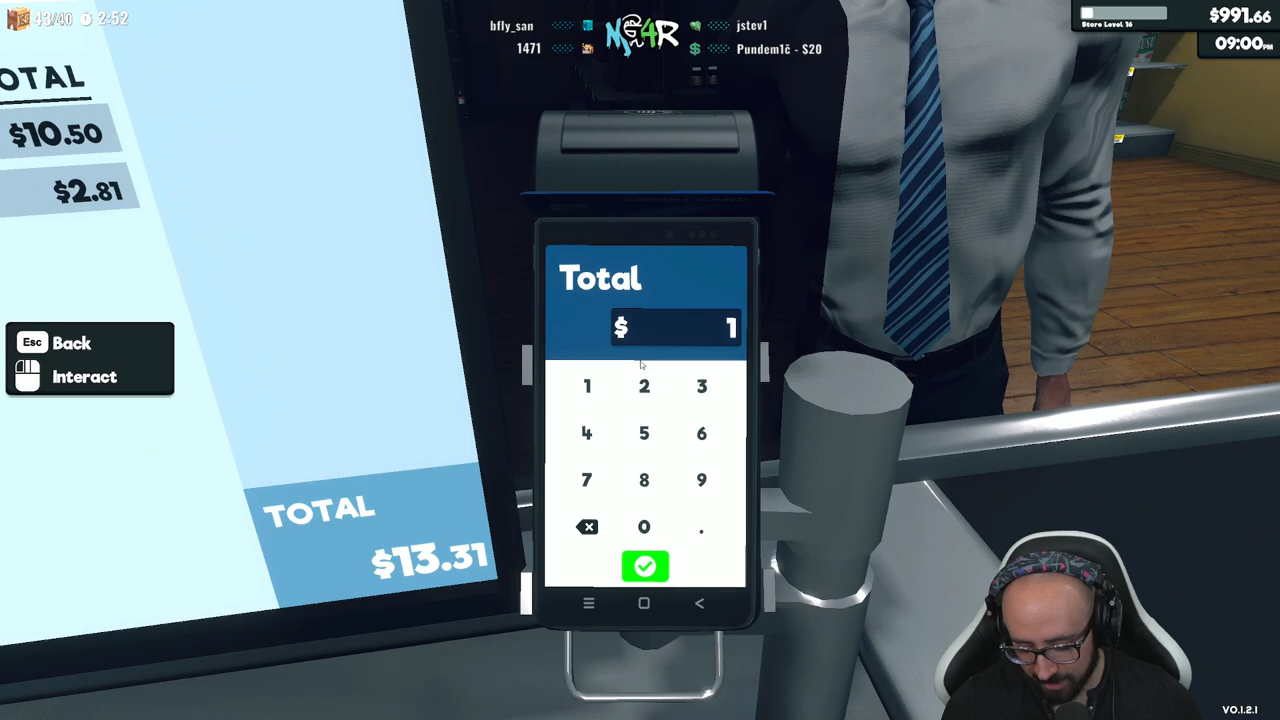 43/40 2:52
bfly_san
1471
MS4R
jstev1
Pundem1c - $20
Store Level 16
$991.66
09:00PM
OTAL
$10.50
$2.81
Esc Back
Interact
TOTAL
$13.31
Total
$ 1
1 2 3
4 5 6
7 8 9
0 .
V0.1.2.1